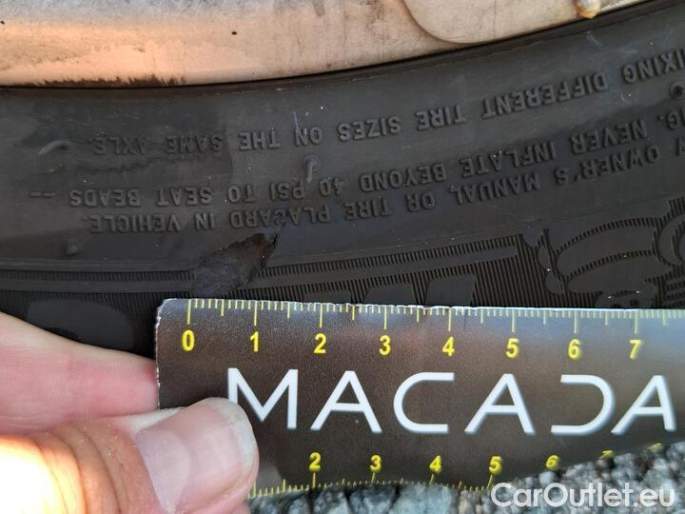 MIXING DIFFERENT TIRE SIZES ON THE SAME AXLE.
OWNER'S MANUAL, OR TIRE PLACARD IN VEHICLE.
NEVER INFLATE BEYOND 40 PSI TO SEAT BEADS --
0 1 2 3 4 5 6 7
MACADA
2 3 4 5 6 7
CarOutlet.eu